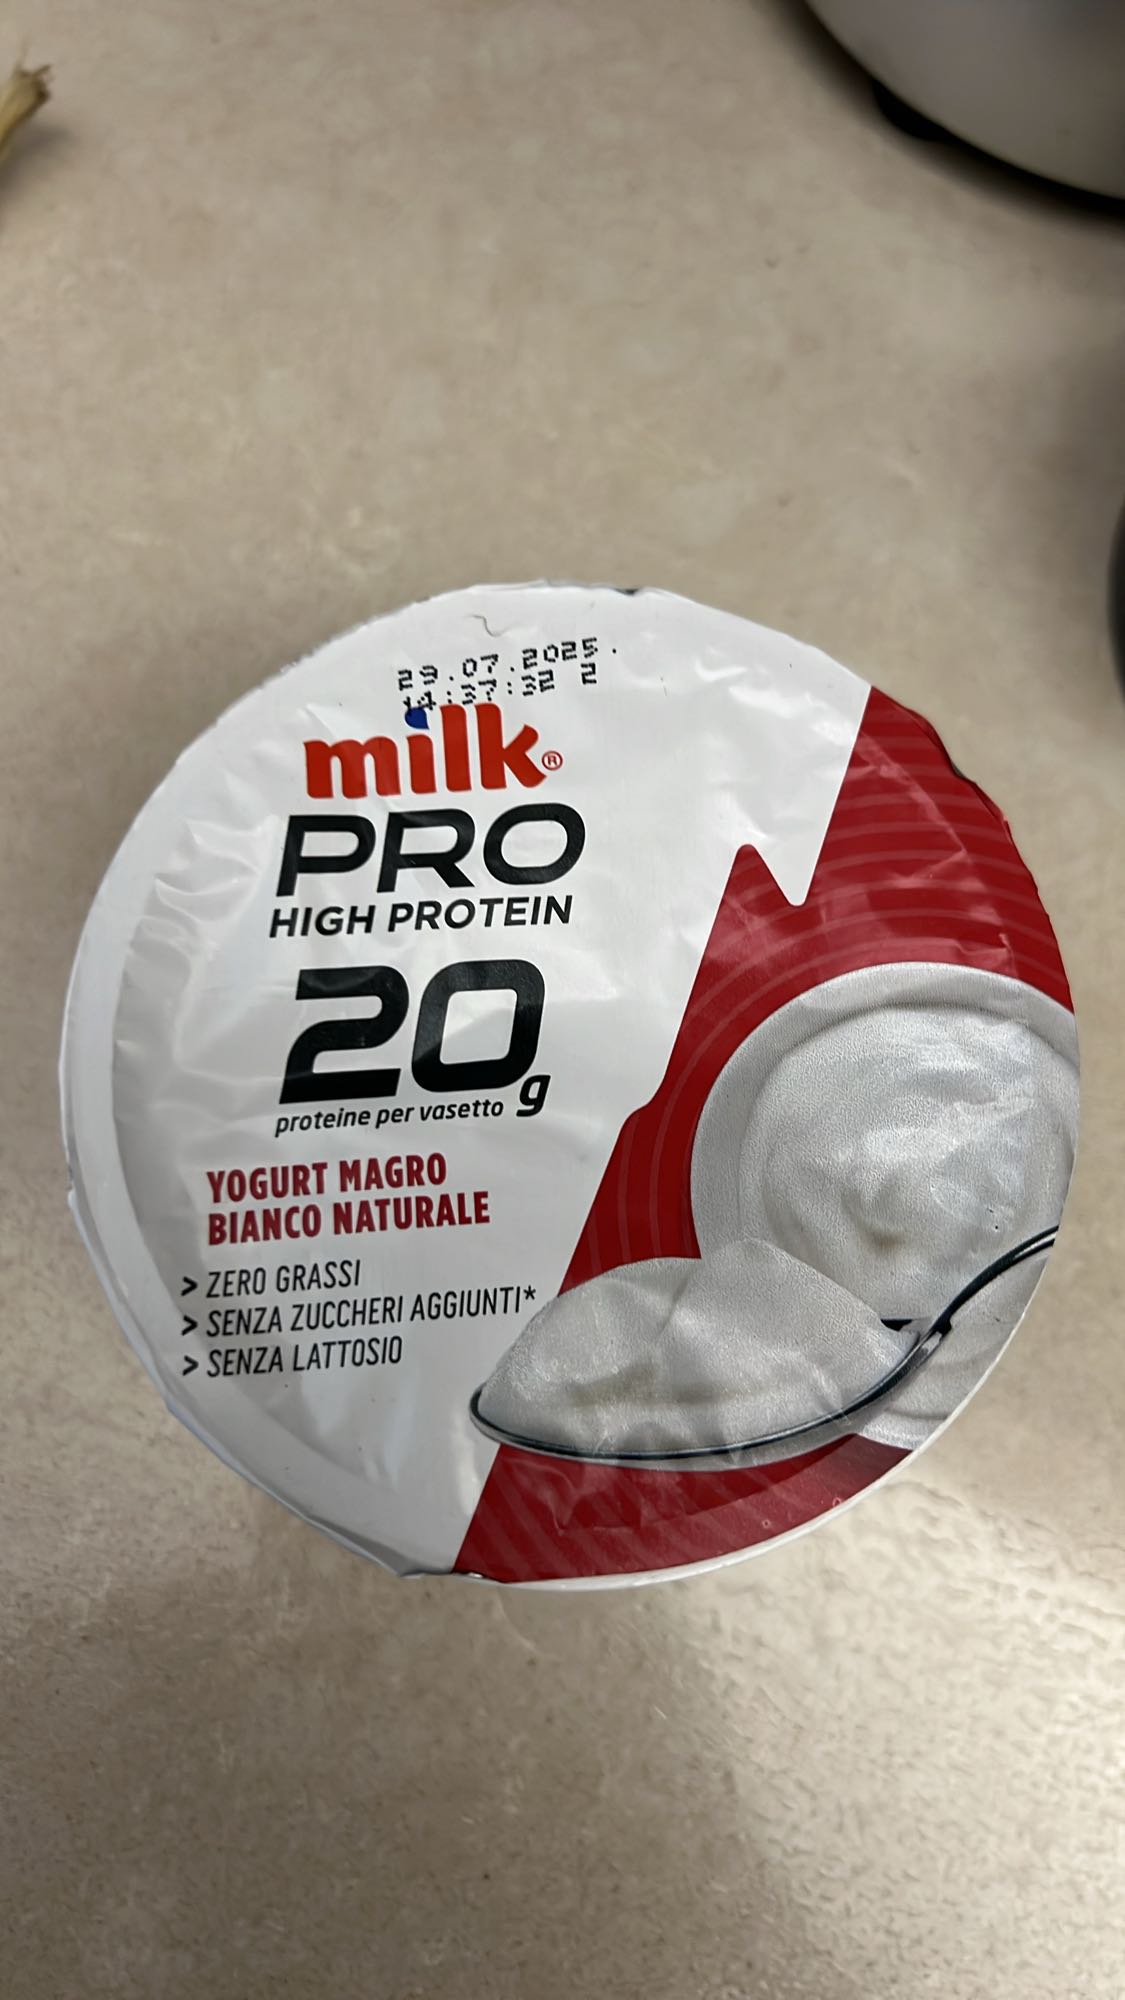 29.07.2025.
14:37:32 2
milk®
PRO
HIGH PROTEIN
20g
proteine per vasetto
YOGURT MAGRO
BIANCO NATURALE
> ZERO GRASSI
> SENZA ZUCCHERI AGGIUNTI*
> SENZA LATTOSIO